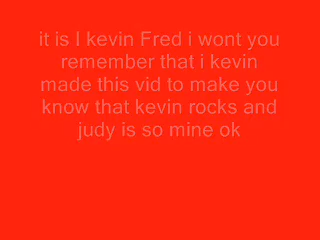 it is I kevin Fred i wont you
remember that i kevin
made this vid to make you
know that kevin rocks and
judy is so mine ok